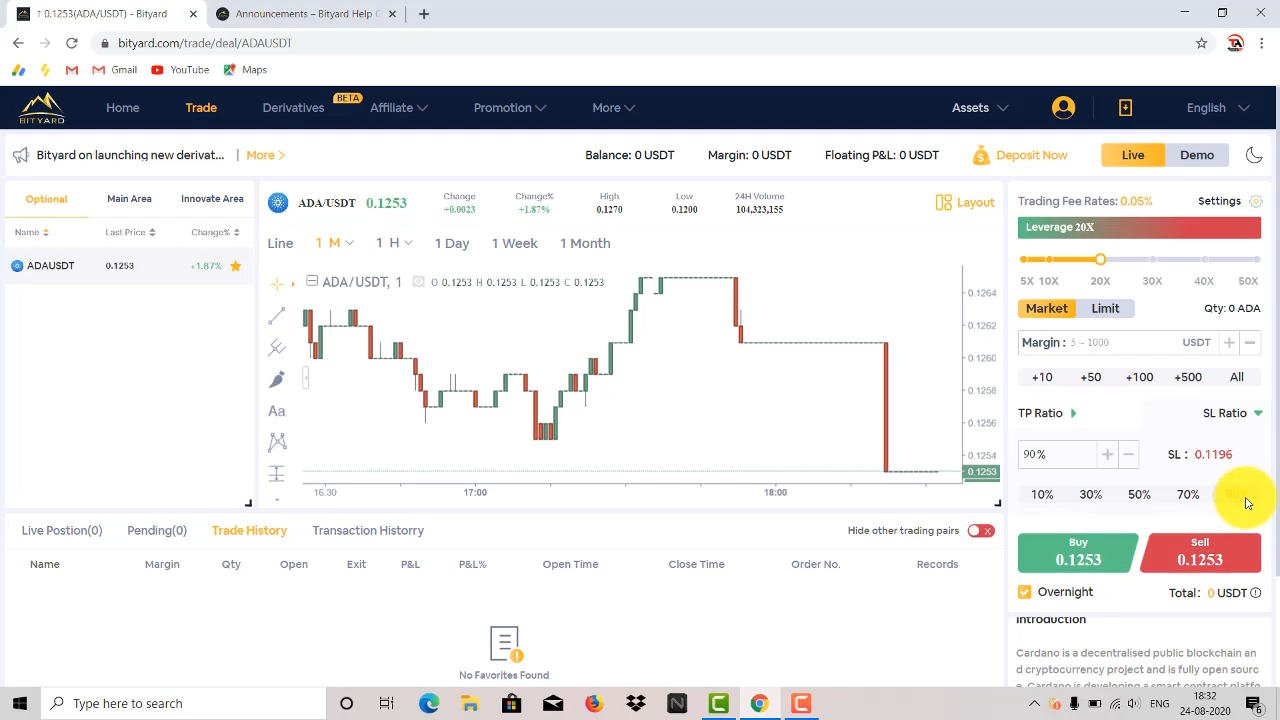 ↑ 0.1253(ADA/USDT) - Bityard
Announcements – Bityard Help C
bityard.com/trade/deal/ADAUSDT
Gmail
YouTube
Maps
BITYARD
Home
Trade
Derivatives
BETA
Affiliate
Promotion
More
Assets
English
Bityard on launching new derivat...
More >
Balance: 0 USDT
Margin: 0 USDT
Floating P&L: 0 USDT
Deposit Now
Live
Demo
Optional
Main Area
Innovate Area
Name
Last Price
Change%
ADAUSDT
0.1253
+1.87%
ADA/USDT 0.1253
Change
+0.0023
Change%
+1.87%
High
0.1270
Low
0.1200
24H Volume
104,323,155
Layout
Line
1 M
1 H
1 Day
1 Week
1 Month
ADA/USDT, 1
O 0.1253 H 0.1253 L 0.1253 C 0.1253
Aa
0.1264
0.1262
0.1260
0.1258
0.1256
0.1254
0.1253
16:30
17:00
18:00
Trading Fee Rates: 0.05%
Settings
Leverage 20X
5X 10X 20X 30X 40X 50X
Market
Limit
Qty: 0 ADA
Margin : 5 ~ 1000 USDT
+10 +50 +100 +500 All
TP Ratio
SL Ratio
90%
SL : 0.1196
10% 30% 50% 70%
Buy
0.1253
Sell
0.1253
Overnight
Total: 0 USDT
Introduction
Cardano is a decentralised public blockchain an
d cryptocurrency project and is fully open sourc
e. Cardano is developing a smart contract platfo
Live Postion(0)
Pending(0)
Trade History
Transaction Historry
Hide other trading pairs
X
Name
Margin
Qty
Open
Exit
P&L
P&L%
Open Time
Close Time
Order No.
Records
No Favorites Found
Type here to search
ENG
18:32
24-08-2020
6